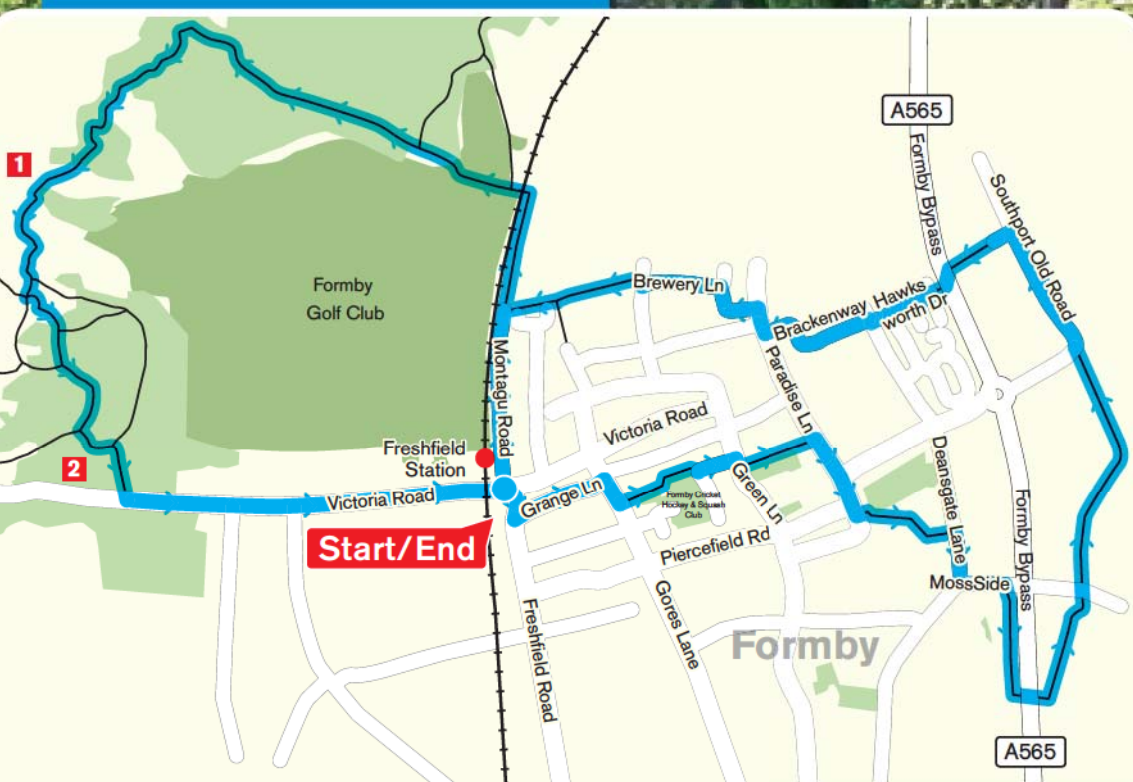 A565
Formby Bypass
Southport Old Road
1
Formby
Golf Club
Brewery Ln
Brackenway Hawks
worth Dr
Montagu Road
Paradise Ln
Victoria Road
Freshfield
Station
2
Victoria Road
Grange Ln
Formby Cricket
Hockey & Squash
Club
Green Ln
Deansgate Lane
Formby Bypass
Start/End
Piercefield Rd
MossSide
Freshfield Road
Gores Lane
Formby
A565